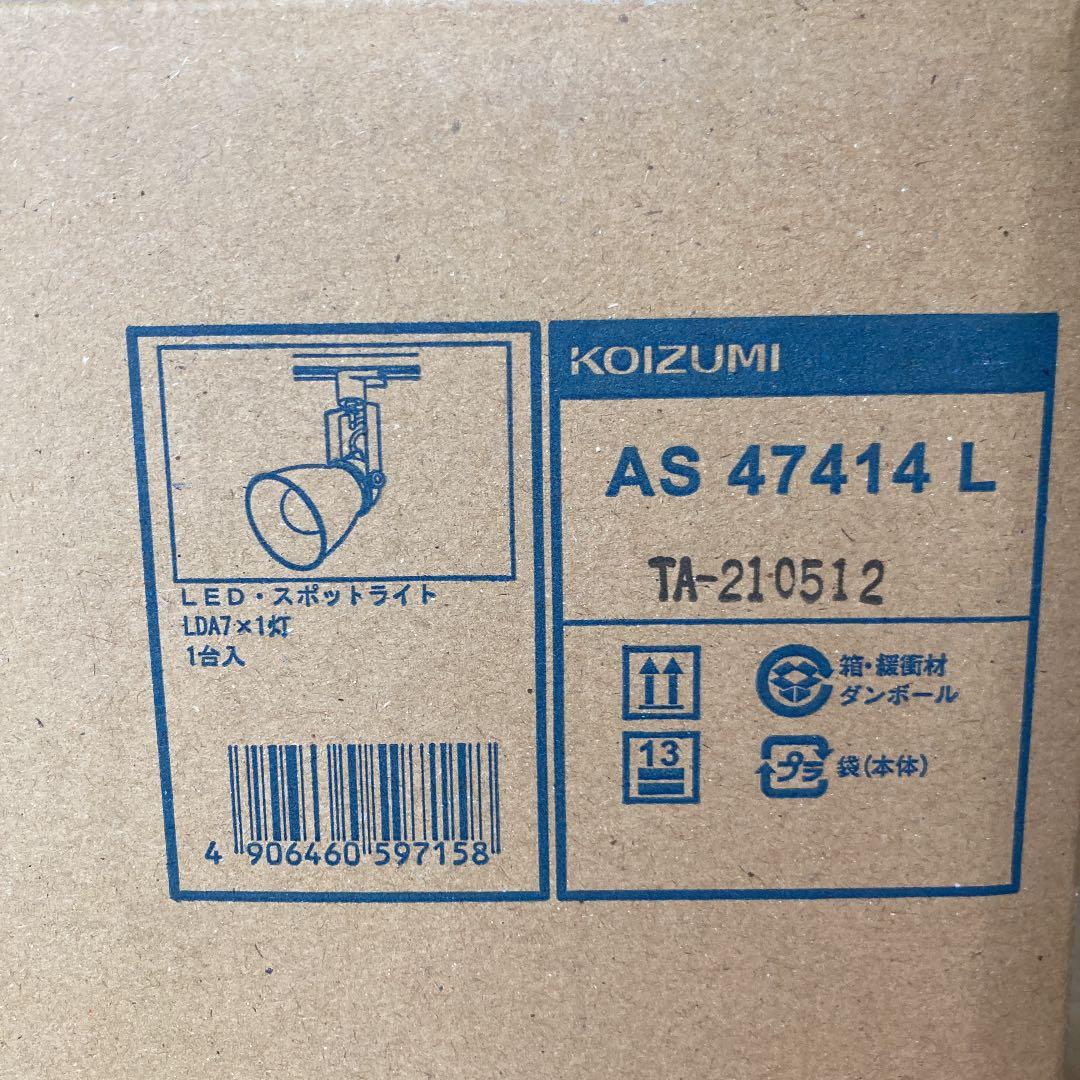 LED・スポットライト
LDA7×1灯
1台入
4 906460 597158
KOIZUMI
AS 47414 L
TA-210512
箱・緩衝材
ダンボール
13
プラ
袋(本体)